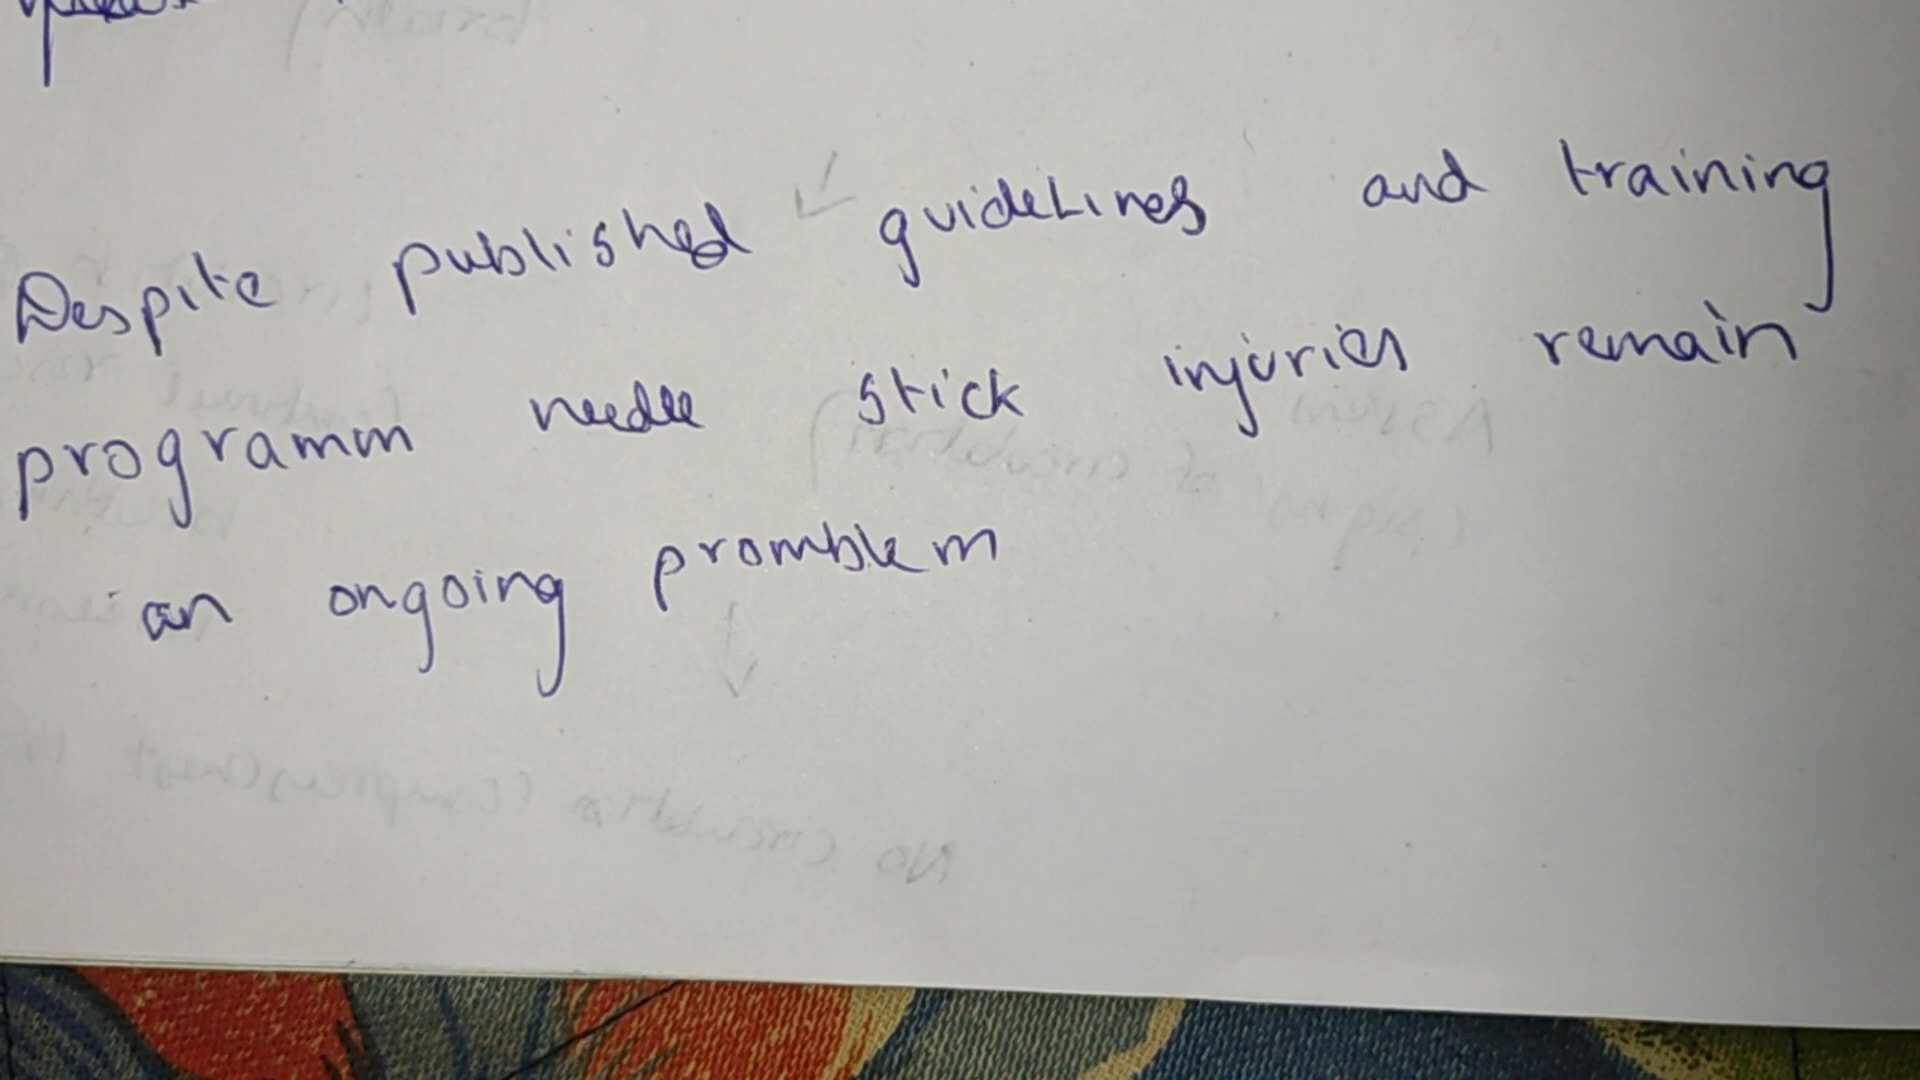 Despite published guidelines and training
programm needle stick injuries remain
an ongoing promblem